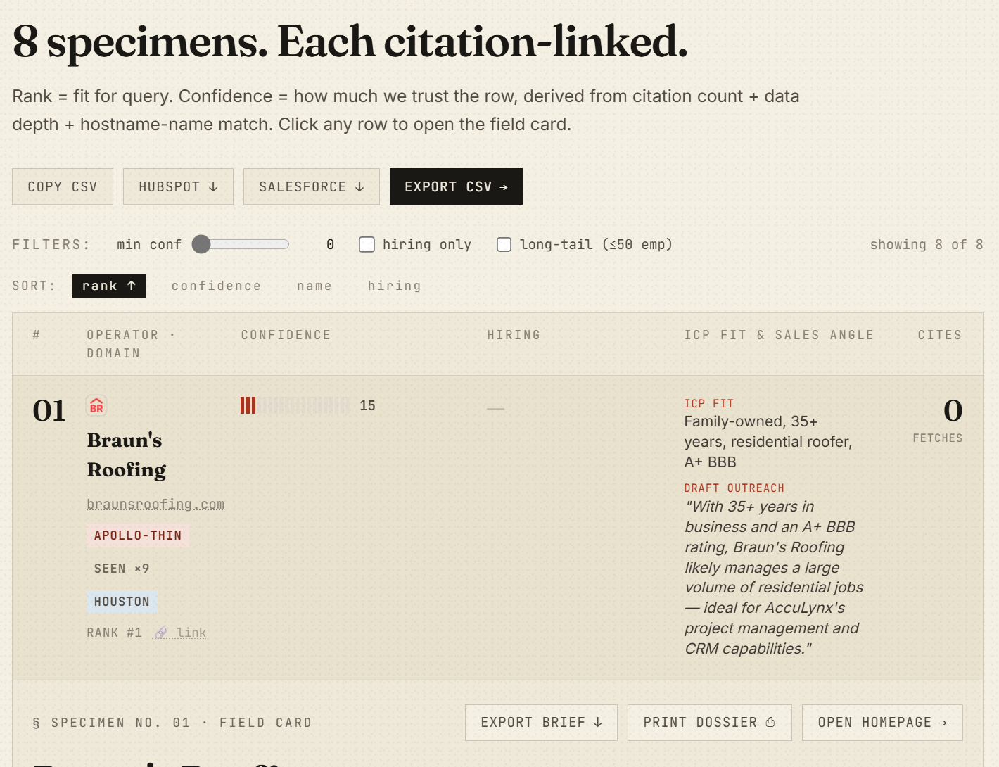 8 specimens. Each citation-linked.
Rank = fit for query. Confidence = how much we trust the row, derived from citation count + data
depth + hostname-name match. Click any row to open the field card.
COPY CSV
HUBSPOT ↓
SALESFORCE ↓
EXPORT CSV →
FILTERS: min conf 0 hiring only long-tail (≤50 emp) showing 8 of 8
SORT: rank ↑ confidence name hiring
# OPERATOR · CONFIDENCE HIRING ICP FIT & SALES ANGLE CITES
DOMAIN
01
BR
Braun's
Roofing
braunsroofing.com
APOLLO-THIN
SEEN ×9
HOUSTON
RANK #1 🔗 link
15
—
ICP FIT
Family-owned, 35+
years, residential roofer,
A+ BBB
DRAFT OUTREACH
"With 35+ years in
business and an A+ BBB
rating, Braun's Roofing
likely manages a large
volume of residential jobs
— ideal for AccuLynx's
project management and
CRM capabilities."
0
FETCHES
§ SPECIMEN NO. 01 · FIELD CARD
EXPORT BRIEF ↓
PRINT DOSSIER ⎙
OPEN HOMEPAGE →